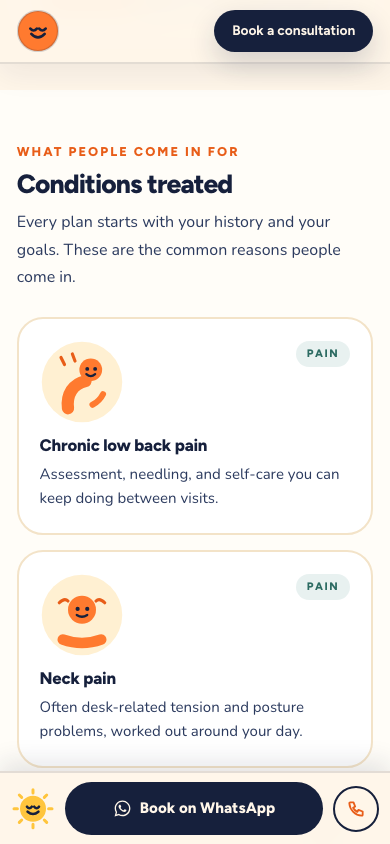 Book a consultation
WHAT PEOPLE COME IN FOR
Conditions treated
Every plan starts with your history and your
goals. These are the common reasons people
come in.
PAIN
Chronic low back pain
Assessment, needling, and self-care you can
keep doing between visits.
PAIN
Neck pain
Often desk-related tension and posture
problems, worked out around your day.
Book on WhatsApp